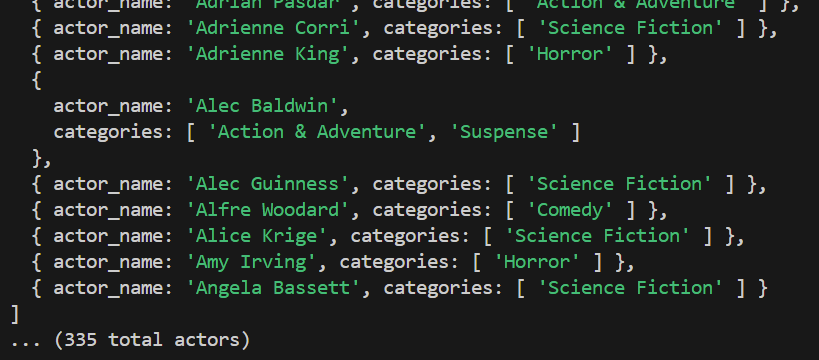 { actor_name: 'Adrian Pasdar', categories: [ 'Action & Adventure' ] },
{ actor_name: 'Adrienne Corri', categories: [ 'Science Fiction' ] },
{ actor_name: 'Adrienne King', categories: [ 'Horror' ] },
{
actor_name: 'Alec Baldwin',
categories: [ 'Action & Adventure', 'Suspense' ]
},
{ actor_name: 'Alec Guinness', categories: [ 'Science Fiction' ] },
{ actor_name: 'Alfre Woodard', categories: [ 'Comedy' ] },
{ actor_name: 'Alice Krige', categories: [ 'Science Fiction' ] },
{ actor_name: 'Amy Irving', categories: [ 'Horror' ] },
{ actor_name: 'Angela Bassett', categories: [ 'Science Fiction' ] }
]
... (335 total actors)